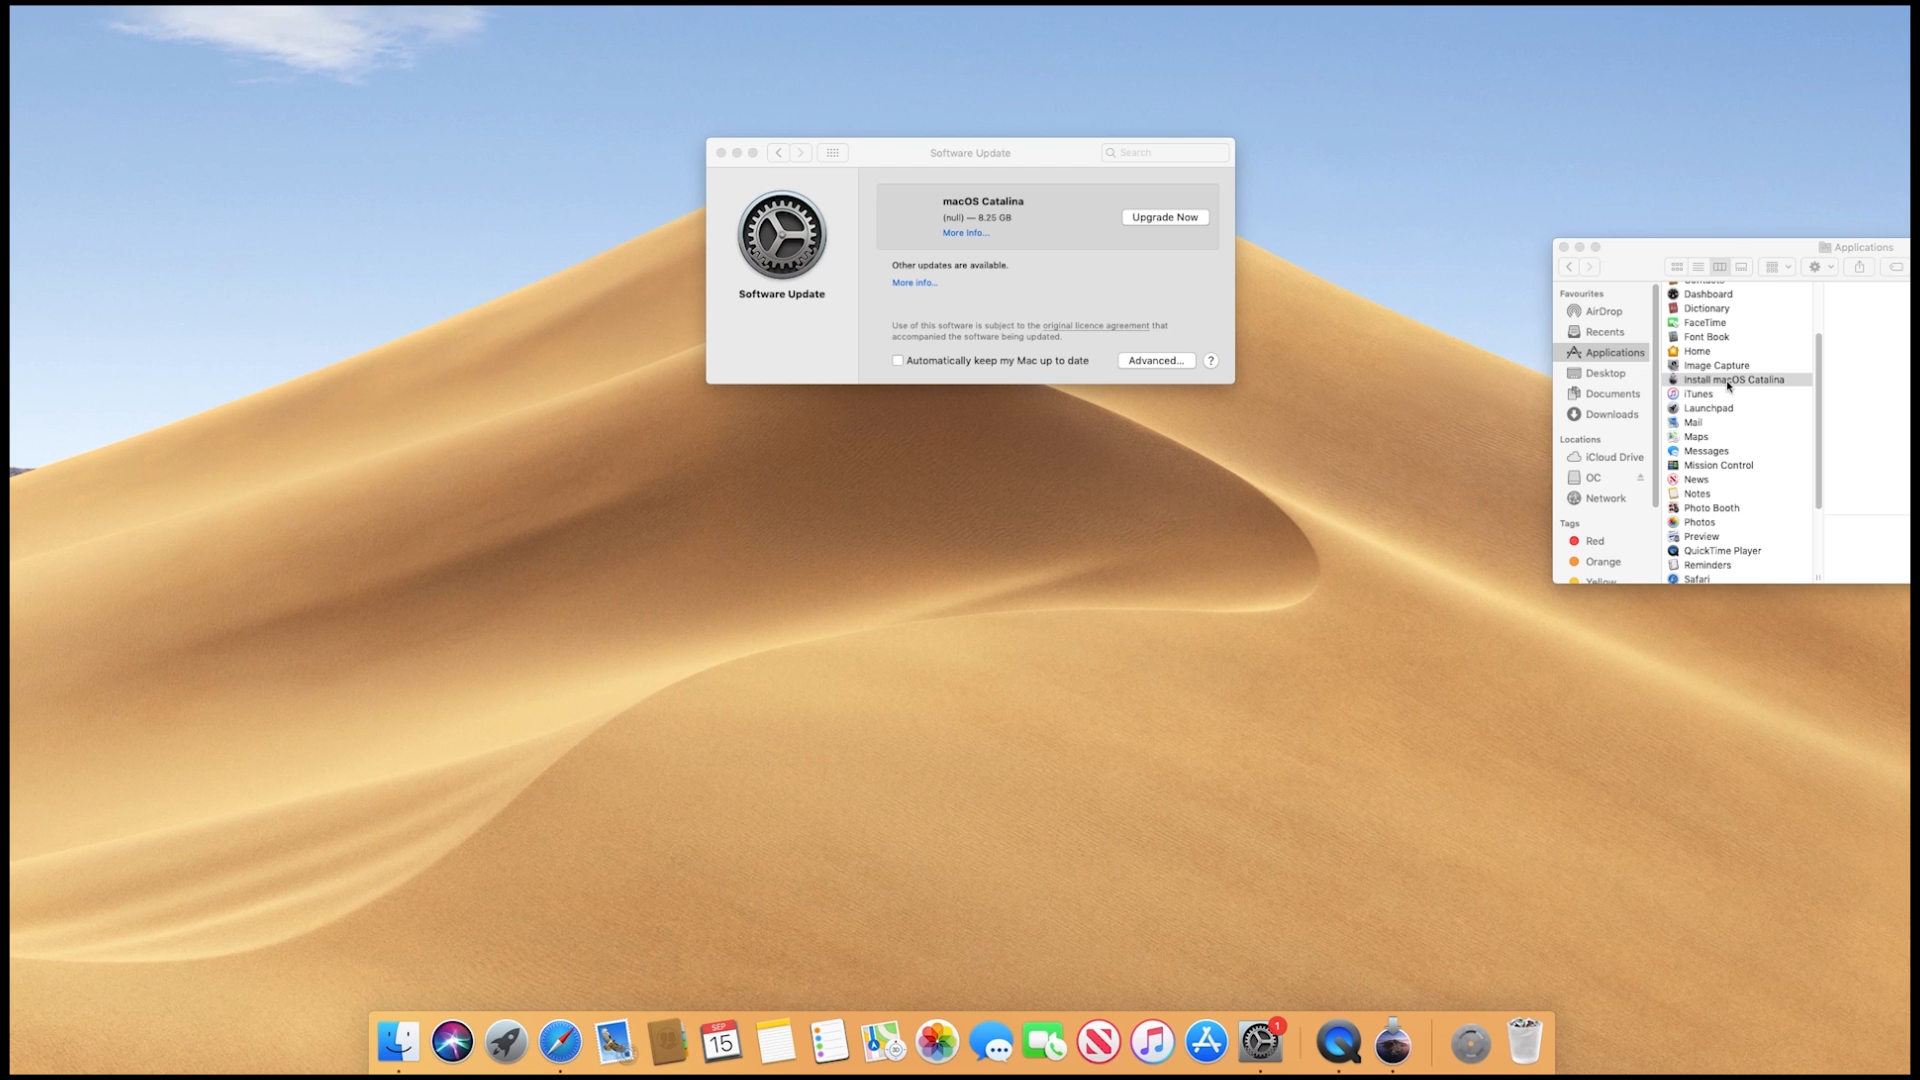 Software Update
Search
macOS Catalina
(null) — 8.25 GB
More Info...
Upgrade Now
Software Update
Other updates are available.
More info...
Use of this software is subject to the original licence agreement that
accompanied the software being updated.
Automatically keep my Mac up to date
Advanced...
?
Applications
Favourites
AirDrop
Recents
Applications
Desktop
Documents
Downloads
Locations
iCloud Drive
OC
Network
Tags
Red
Orange
Yellow
Contacts
Dashboard
Dictionary
FaceTime
Font Book
Home
Image Capture
Install macOS Catalina
iTunes
Launchpad
Mail
Maps
Messages
Mission Control
News
Notes
Photo Booth
Photos
Preview
QuickTime Player
Reminders
Safari
SEP
15
1